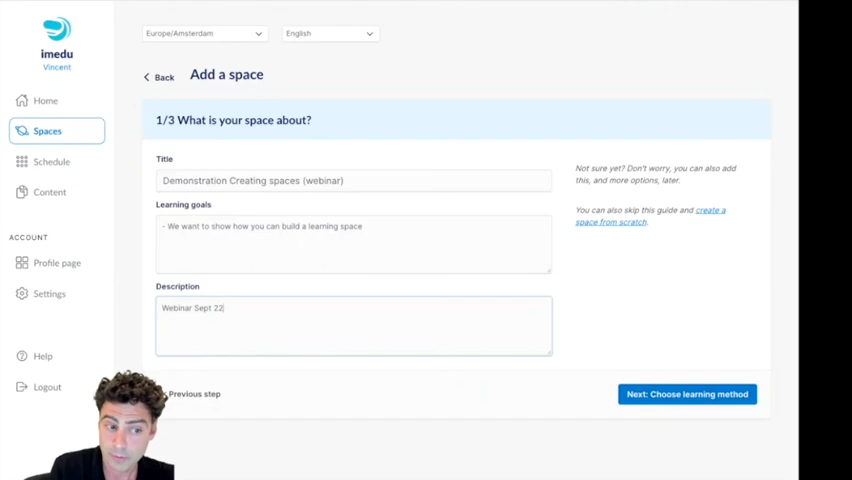 imedu
Vincent
Home
Spaces
Schedule
Content
ACCOUNT
Profile page
Settings
Help
Logout
Europe/Amsterdam
English
Back
Add a space
1/3 What is your space about?
Title
Demonstration Creating spaces (webinar)
Learning goals
- We want to show how you can build a learning space
Description
Webinar Sept 22
Not sure yet? Don't worry, you can also add
this, and more options, later.
You can also skip this guide and create a
space from scratch.
Previous step
Next: Choose learning method